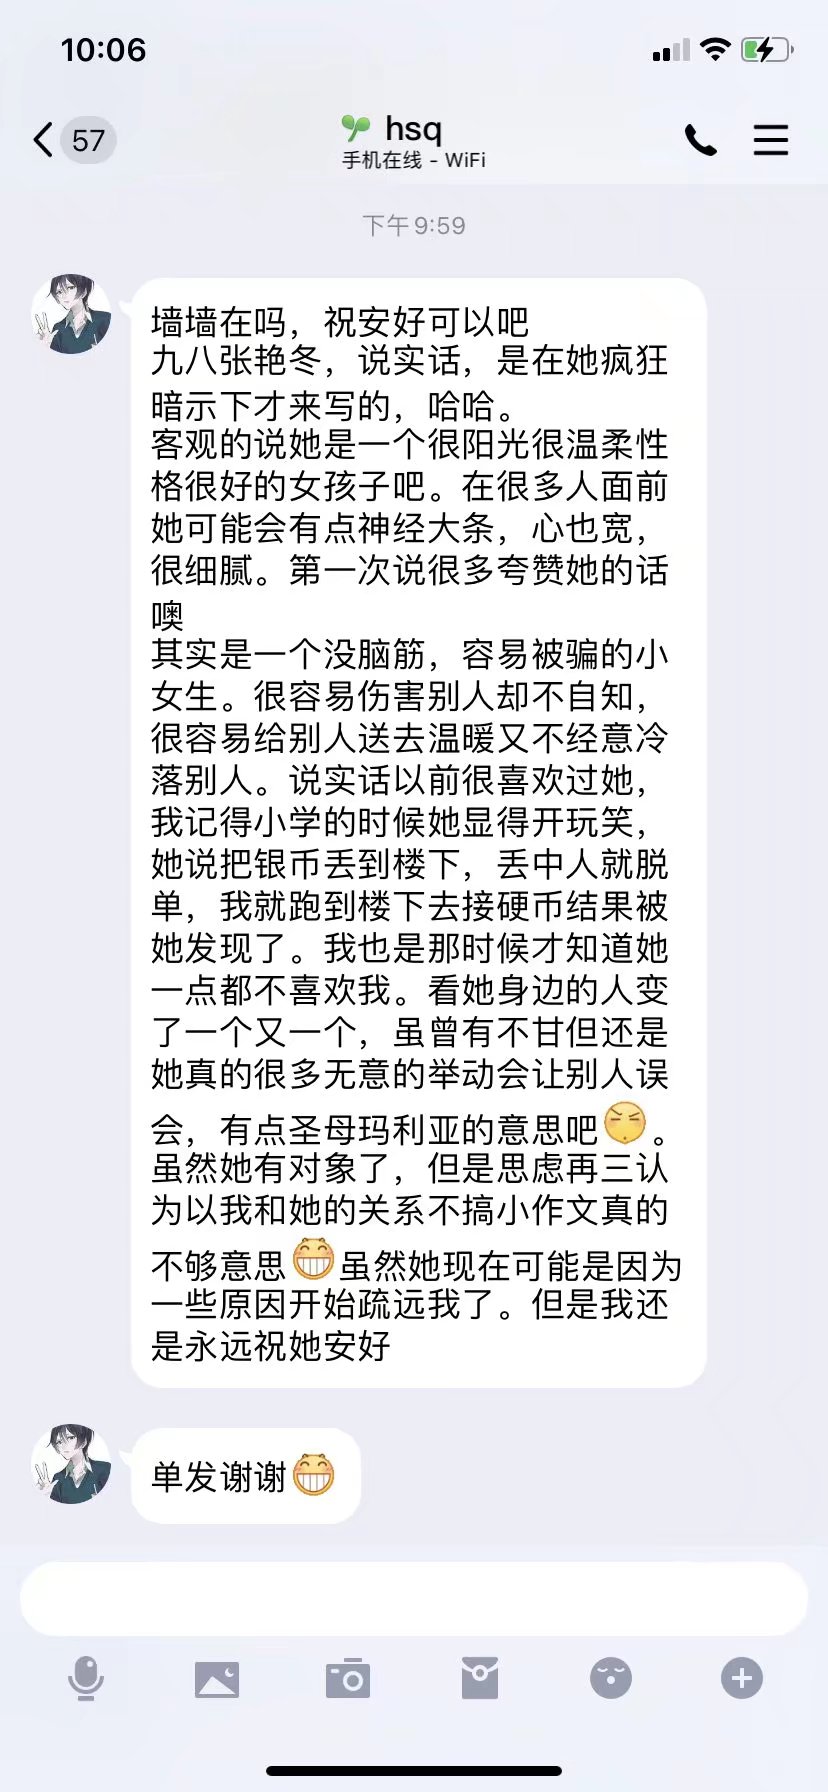 10:06
57
hsq
手机在线 - WiFi
下午 9:59
墙墙在吗，祝安好可以吧
九八张艳冬，说实话，是在她疯狂
暗示下才来写的，哈哈。
客观的说她是一个很阳光很温柔性
格很好的女孩子吧。在很多人面前
她可能会有点神经大条，心也宽，
很细腻。第一次说很多夸赞她的话
噢
其实是一个没脑筋，容易被骗的小
女生。很容易伤害别人却不自知，
很容易给别人送去温暖又不经意冷
落别人。说实话以前很喜欢过她，
我记得小学的时候她显得开玩笑，
她说把银币丢到楼下，丢中人就脱
单，我就跑到楼下去接硬币结果被
她发现了。我也是那时候才知道她
一点都不喜欢我。看她身边的人变
了一个又一个，虽曾有不甘但还是
她真的很多无意的举动会让别人误
会，有点圣母玛利亚的意思吧。
虽然她有对象了，但是思虑再三认
为以我和她的关系不搞小作文真的
不够意思虽然她现在可能是因为
一些原因开始疏远我了。但是我还
是永远祝她安好
单发谢谢